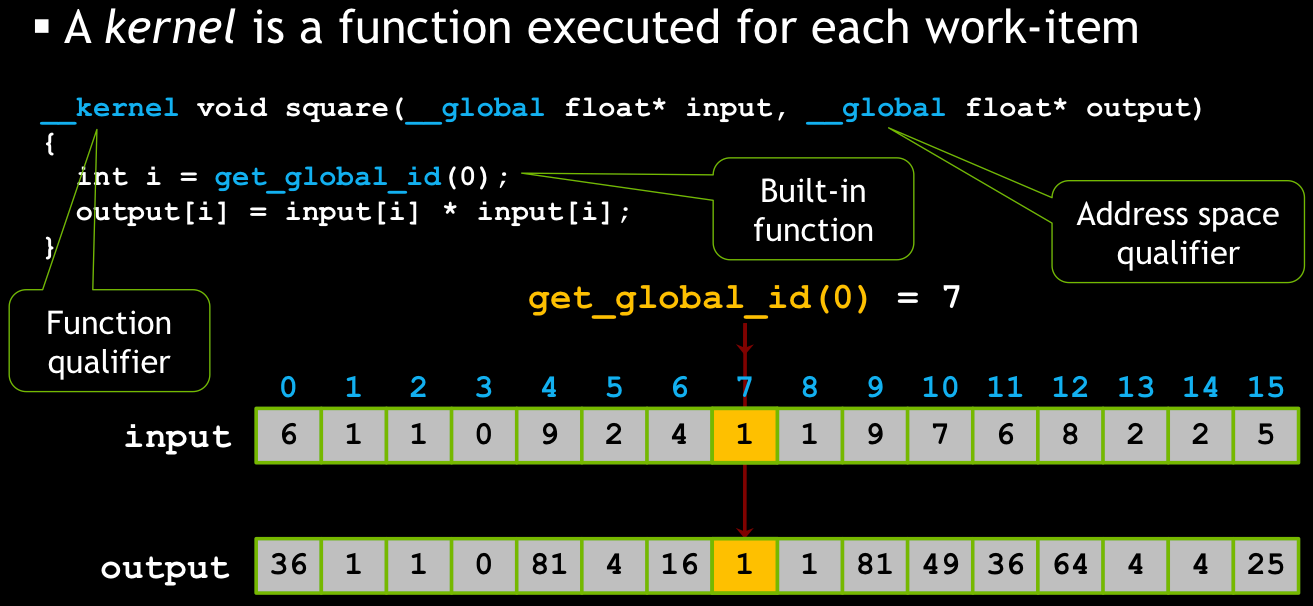 ▪ A kernel is a function executed for each work-item
__kernel void square(__global float* input, __global float* output)
{
int i = get_global_id(0);
output[i] = input[i] * input[i];
}
Built-in
function
Address space
qualifier
Function
qualifier
get_global_id(0) = 7
0 1 2 3 4 5 6 7 8 9 10 11 12 13 14 15
input 6 1 1 0 9 2 4 1 1 9 7 6 8 2 2 5
output 36 1 1 0 81 4 16 1 1 81 49 36 64 4 4 25